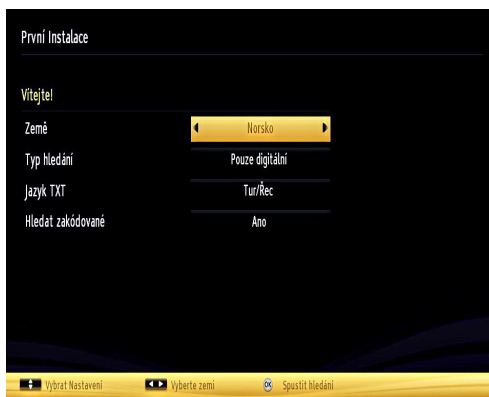 První Instalace
Vítejte!
Země Norsko
Typ hledání Pouze digitální
Jazyk TXT Tur/Řec
Hledat zakódované Ano
Vybrat Nastavení Vyberte zemi OK Spustit hledání